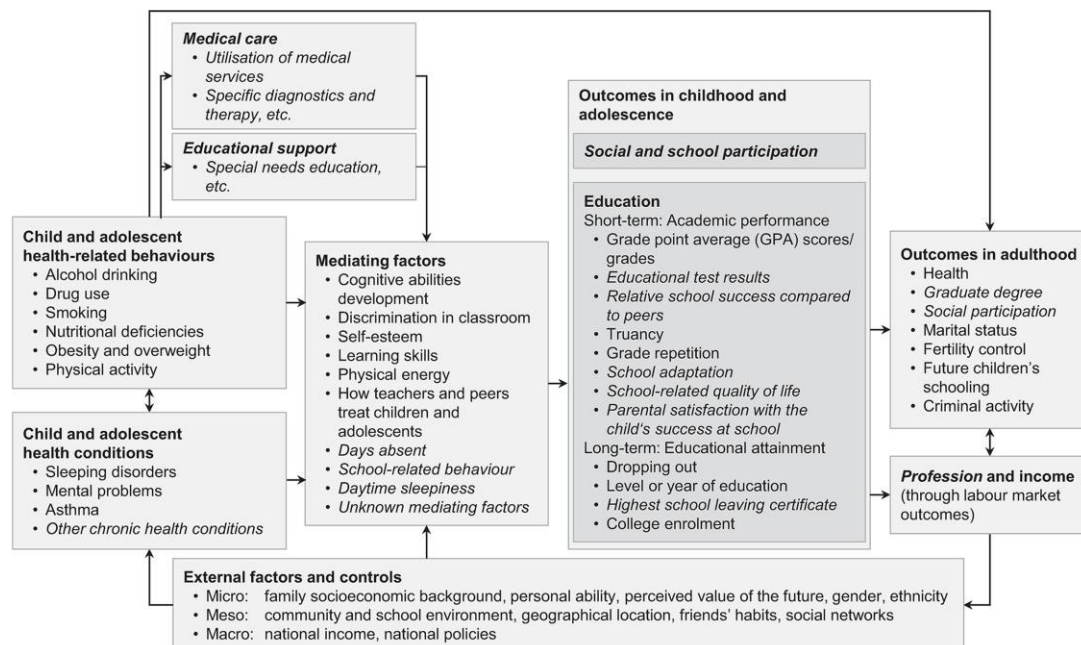 Medical care
• Utilisation of medical
services
• Specific diagnostics and
therapy, etc.
Educational support
• Special needs education,
etc.
Child and adolescent
health-related behaviours
• Alcohol drinking
• Drug use
• Smoking
• Nutritional deficiencies
• Obesity and overweight
• Physical activity
Child and adolescent
health conditions
• Sleeping disorders
• Mental problems
• Asthma
• Other chronic health conditions
Mediating factors
• Cognitive abilities
development
• Discrimination in classroom
• Self-esteem
• Learning skills
• Physical energy
• How teachers and peers
treat children and
adolescents
• Days absent
• School-related behaviour
• Daytime sleepiness
• Unknown mediating factors
Outcomes in childhood and
adolescence
Social and school participation
Education
Short-term: Academic performance
• Grade point average (GPA) scores/
grades
• Educational test results
• Relative school success compared
to peers
• Truancy
• Grade repetition
• School adaptation
• School-related quality of life
• Parental satisfaction with the
child's success at school
Long-term: Educational attainment
• Dropping out
• Level or year of education
• Highest school leaving certificate
• College enrolment
Outcomes in adulthood
• Health
• Graduate degree
• Social participation
• Marital status
• Fertility control
• Future children's
schooling
• Criminal activity
Profession and income
(through labour market
outcomes)
External factors and controls
• Micro: family socioeconomic background, personal ability, perceived value of the future, gender, ethnicity
• Meso: community and school environment, geographical location, friends' habits, social networks
• Macro: national income, national policies